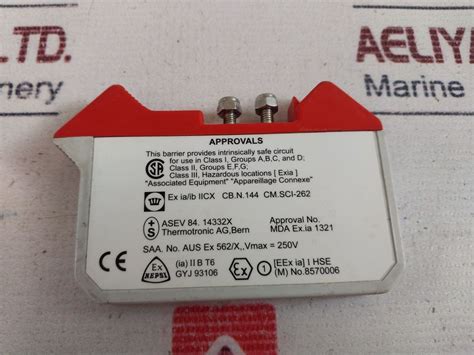 LTD.
AELIYA
Marine
nery
APPROVALS
This barrier provides intrinsically safe circuit
for use in Class I, Groups A,B,C, and D;
Class II, Groups E,F,G;
Class III, Hazardous locations [ Exia ]
"Associated Equipment" "Appareillage Connexe"
Ex ia/ib IICX CB.N.144 CM.SCI-262
ASEV 84. 14332X
Thermotronic AG,Bern
Approval No.
MDA Ex.ia 1321
SAA. No. AUS Ex 562/X,,Vmax = 250V
(ia) II B T6
GYJ 93106
Ex
NEPSI
[EEx ia] I HSE
(M) No.8570006